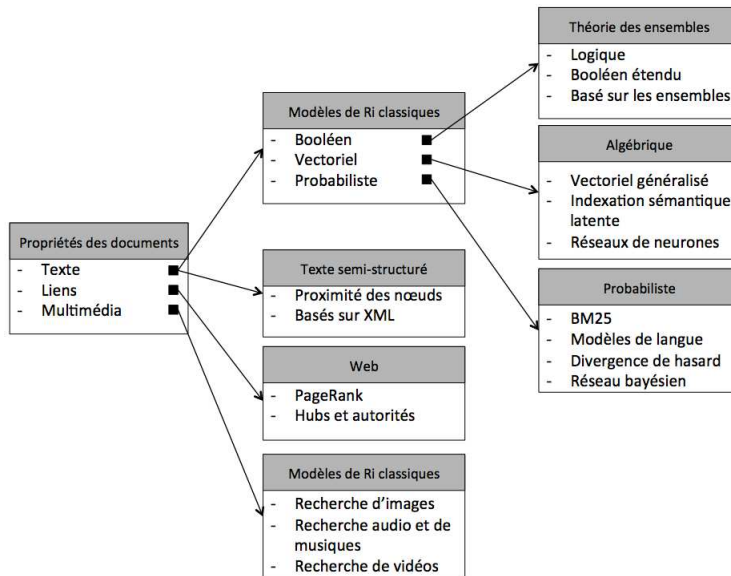 Propriétés des documents
- Texte
- Liens
- Multimédia
Modèles de Ri classiques
- Booléen
- Vectoriel
- Probabiliste
Texte semi-structuré
- Proximité des nœuds
- Basés sur XML
Web
- PageRank
- Hubs et autorités
Modèles de Ri classiques
- Recherche d'images
- Recherche audio et de
musiques
- Recherche de vidéos
Théorie des ensembles
- Logique
- Booléen étendu
- Basé sur les ensembles
Algébrique
- Vectoriel généralisé
- Indexation sémantique
latente
- Réseaux de neurones
Probabiliste
- BM25
- Modèles de langue
- Divergence de hasard
- Réseau bayésien